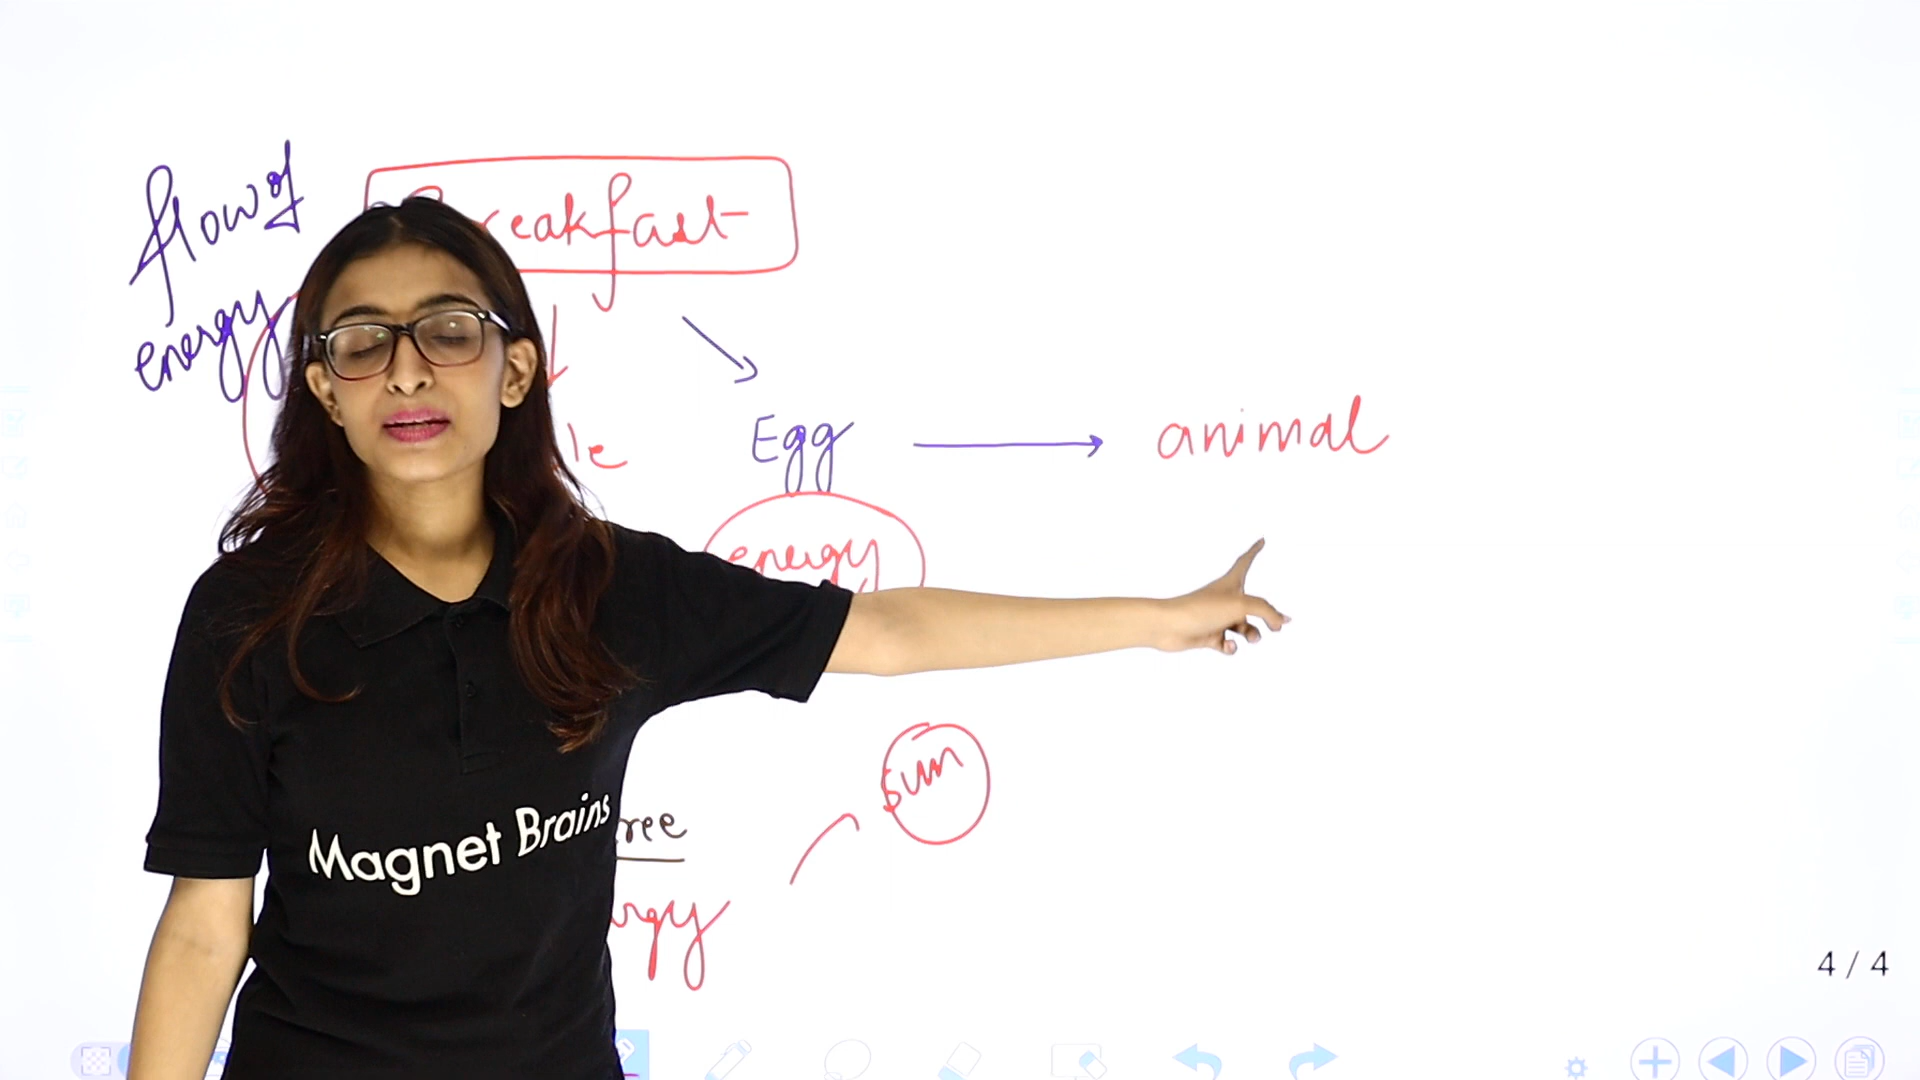 flow of
energy
Breakfast
Egg
animal
energy
sun
Magnet Brains
4 / 4